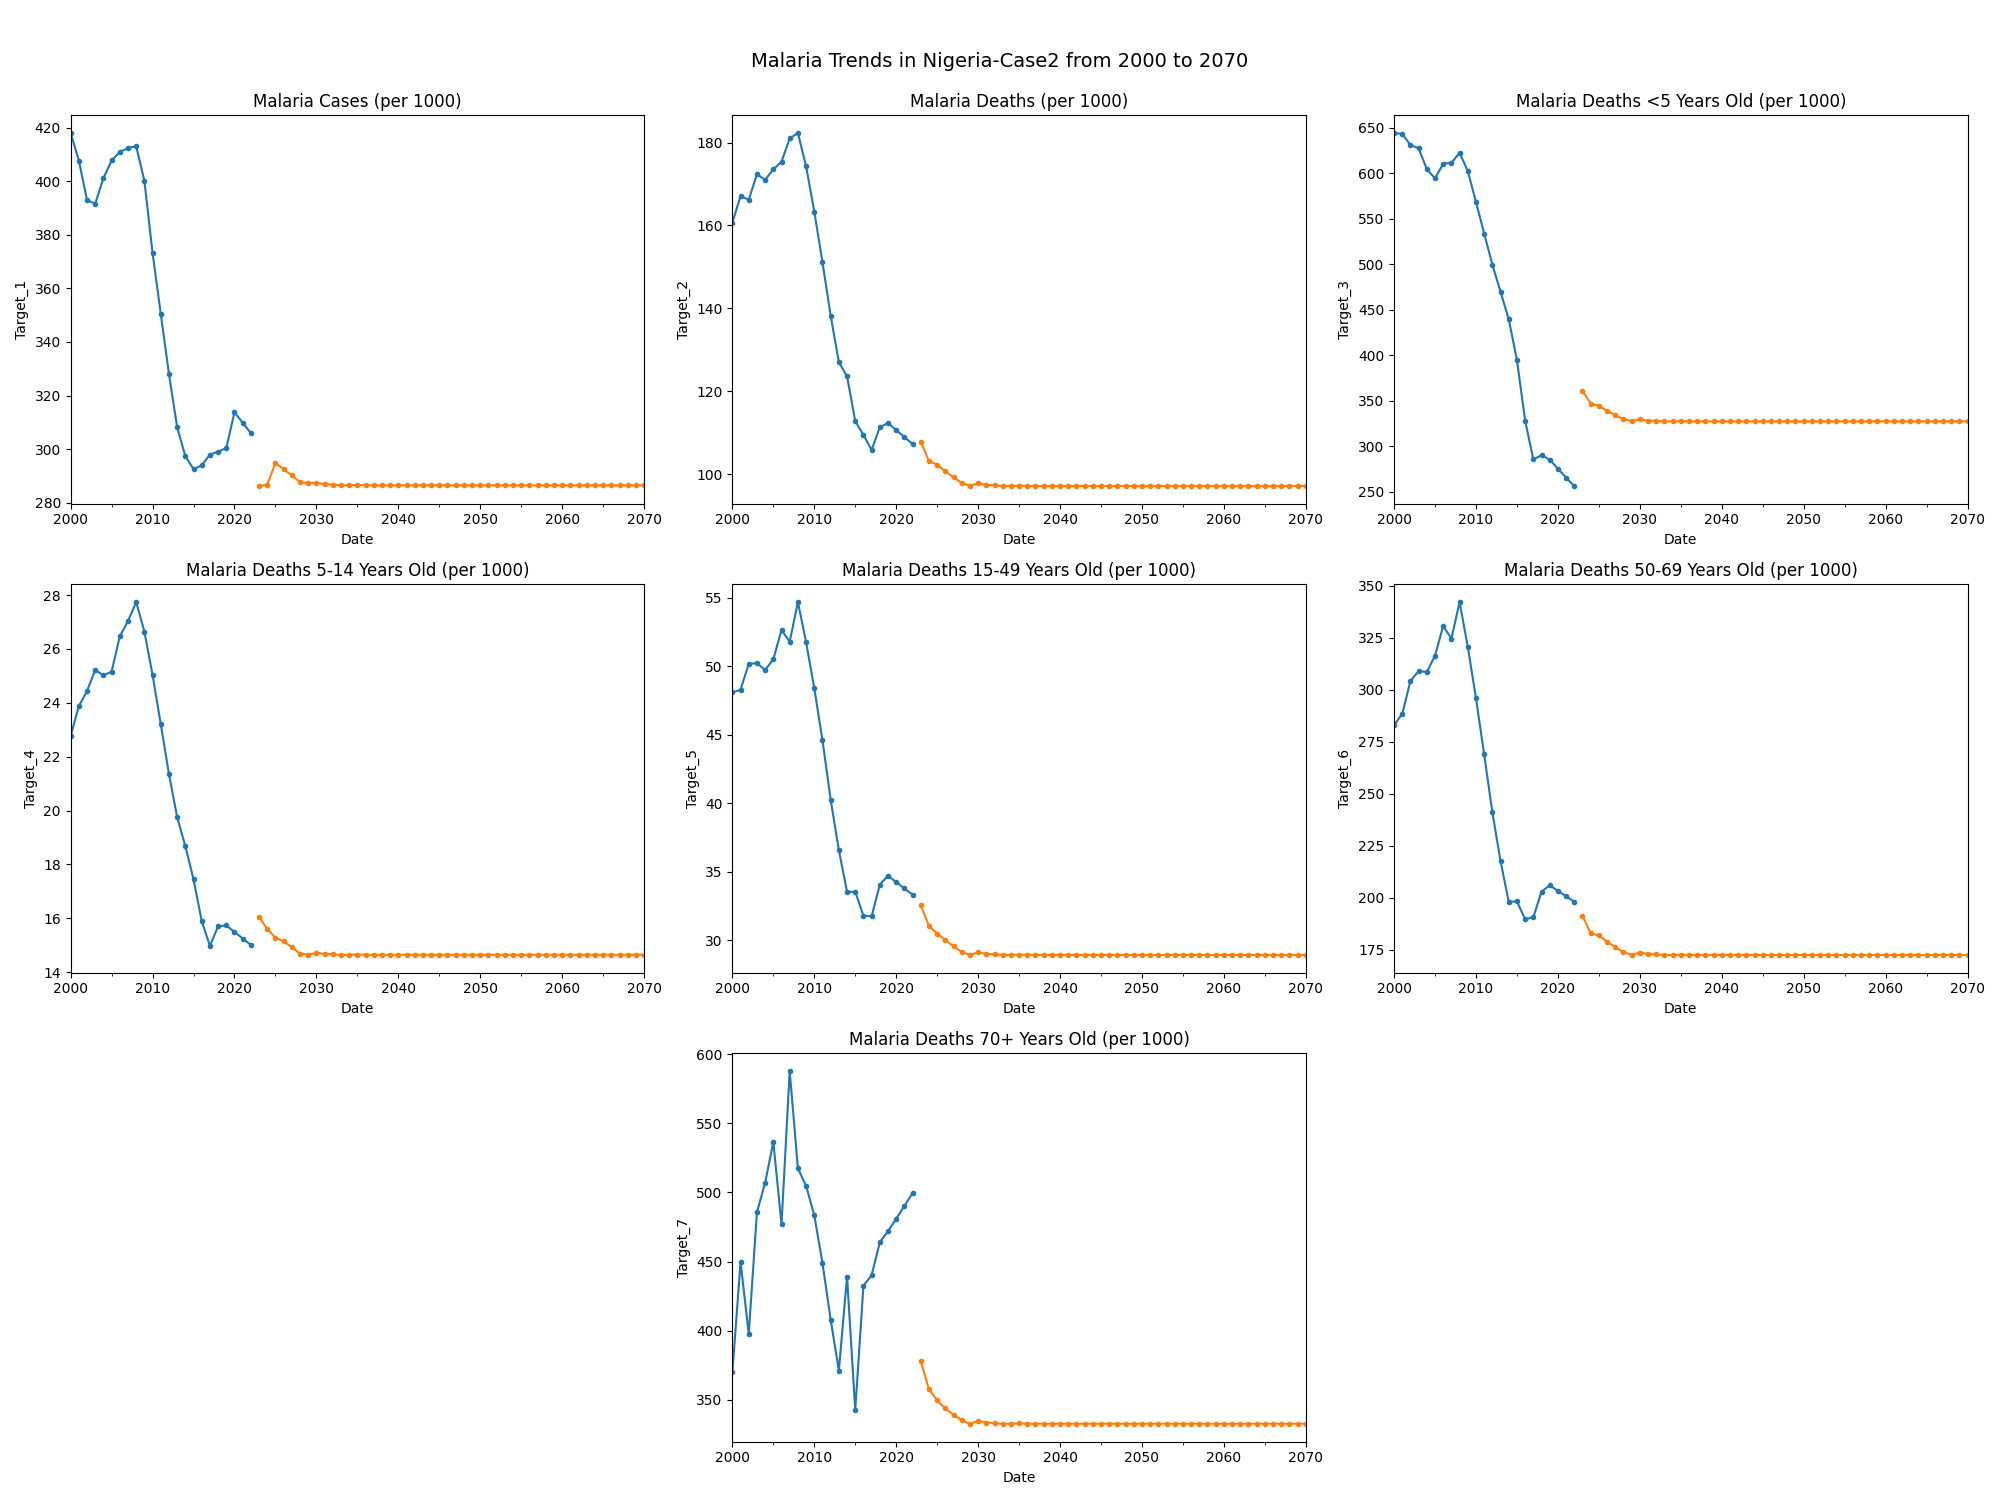 Malaria Trends in Nigeria-Case2 from 2000 to 2070
Malaria Cases (per 1000)
Target_1
420
400
380
360
340
320
300
280
2000 2010 2020 2030 2040 2050 2060 2070
Date
Malaria Deaths (per 1000)
Target_2
180
160
140
120
100
2000 2010 2020 2030 2040 2050 2060 2070
Date
Malaria Deaths <5 Years Old (per 1000)
Target_3
650
600
550
500
450
400
350
300
250
2000 2010 2020 2030 2040 2050 2060 2070
Date
Malaria Deaths 5-14 Years Old (per 1000)
Target_4
28
26
24
22
20
18
16
14
2000 2010 2020 2030 2040 2050 2060 2070
Date
Malaria Deaths 15-49 Years Old (per 1000)
Target_5
55
50
45
40
35
30
2000 2010 2020 2030 2040 2050 2060 2070
Date
Malaria Deaths 50-69 Years Old (per 1000)
Target_6
350
325
300
275
250
225
200
175
2000 2010 2020 2030 2040 2050 2060 2070
Date
Malaria Deaths 70+ Years Old (per 1000)
Target_7
600
550
500
450
400
350
2000 2010 2020 2030 2040 2050 2060 2070
Date